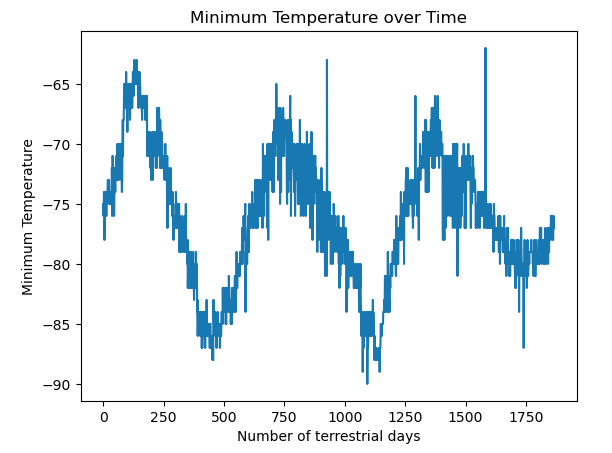 Minimum Temperature over Time
−65
−70
−75
−80
−85
−90
Minimum Temperature
0 250 500 750 1000 1250 1500 1750
Number of terrestrial days